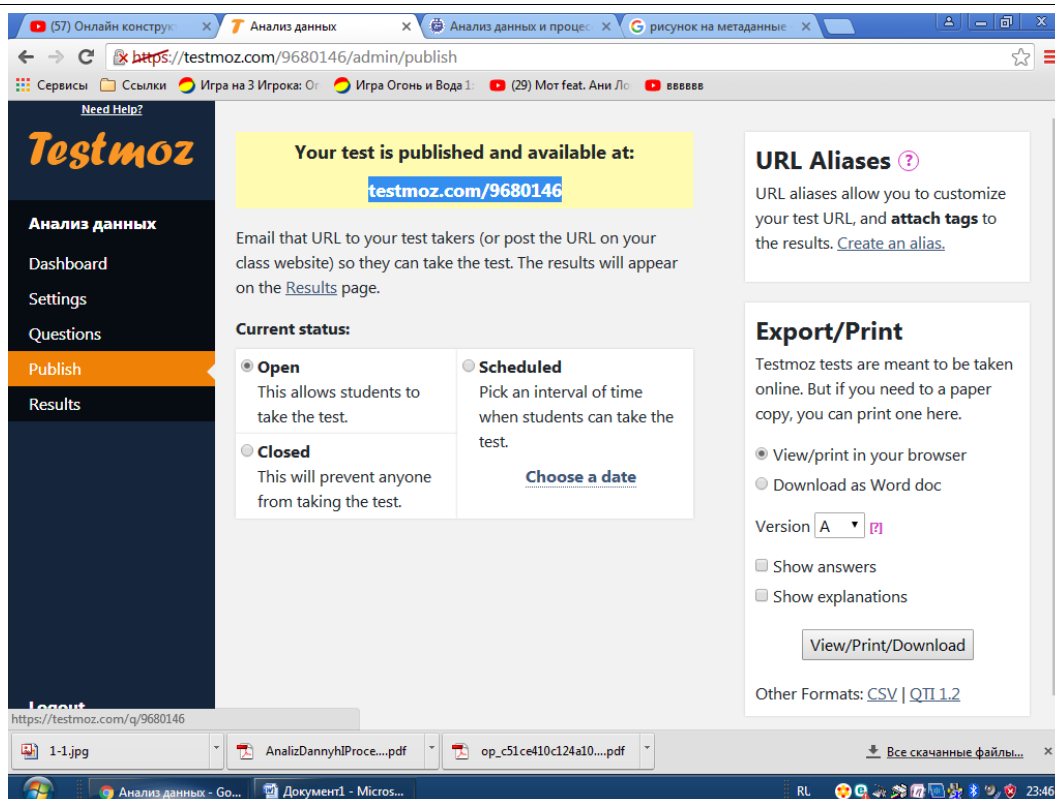 (57) Онлайн конструк
Анализ данных
Анализ данных и процес
рисунок на метаданные
https://testmoz.com/9680146/admin/publish
Сервисы
Ссылки
Игра на 3 Игрока: Ог
Игра Огонь и Вода 1:
(29) Мот feat. Ани Ло
вввввв
Need Help?
Testmoz
Анализ данных
Dashboard
Settings
Questions
Publish
Results
Logout
Your test is published and available at:
testmoz.com/9680146
Email that URL to your test takers (or post the URL on your
class website) so they can take the test. The results will appear
on the Results page.
Current status:
Open
This allows students to
take the test.
Closed
This will prevent anyone
from taking the test.
Scheduled
Pick an interval of time
when students can take the
test.
Choose a date
URL Aliases ?
URL aliases allow you to customize
your test URL, and attach tags to
the results. Create an alias.
Export/Print
Testmoz tests are meant to be taken
online. But if you need to a paper
copy, you can print one here.
View/print in your browser
Download as Word doc
Version A [?]
Show answers
Show explanations
View/Print/Download
Other Formats: CSV | QTI 1.2
https://testmoz.com/q/9680146
1-1.jpg
AnalizDannyhIProce....pdf
op_c51ce410c124a10....pdf
Все скачанные файлы...
Анализ данных - Go...
Документ1 - Micros...
RL
23:46